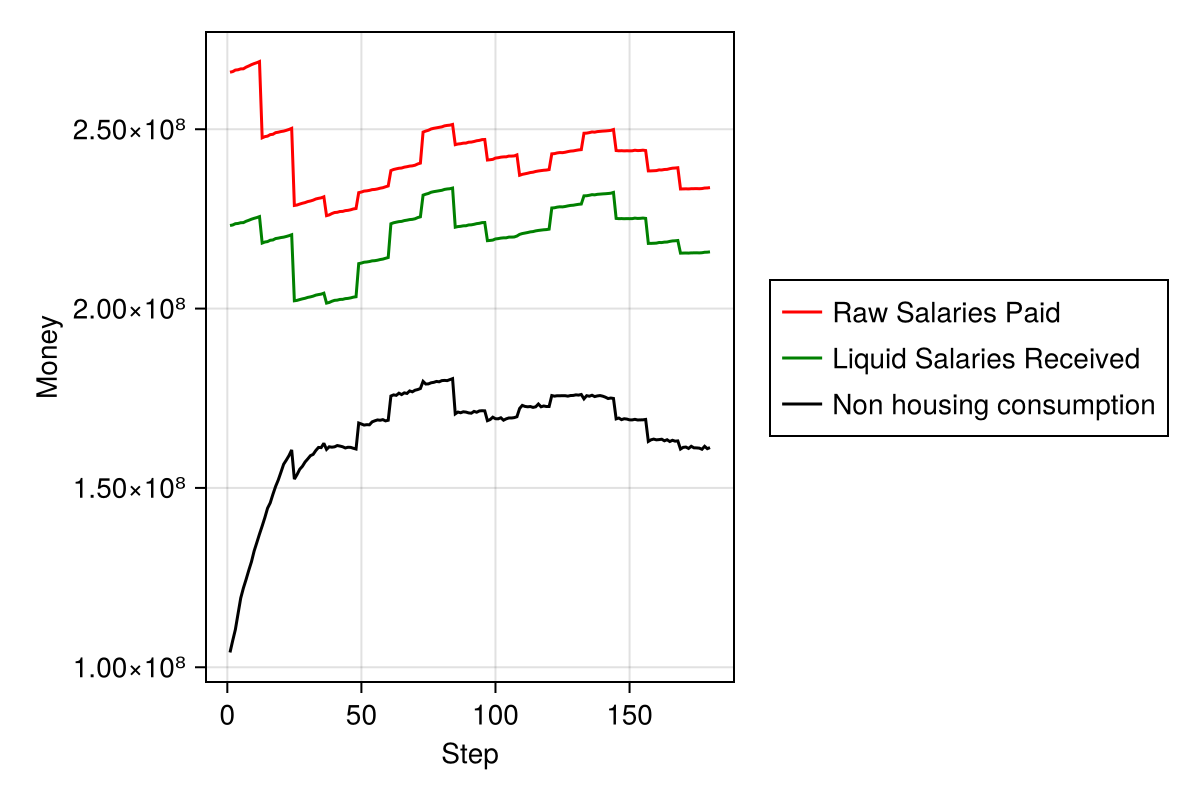 Money
2.50×10⁸
2.00×10⁸
1.50×10⁸
1.00×10⁸
0 50 100 150
Step
Raw Salaries Paid
Liquid Salaries Received
Non housing consumption